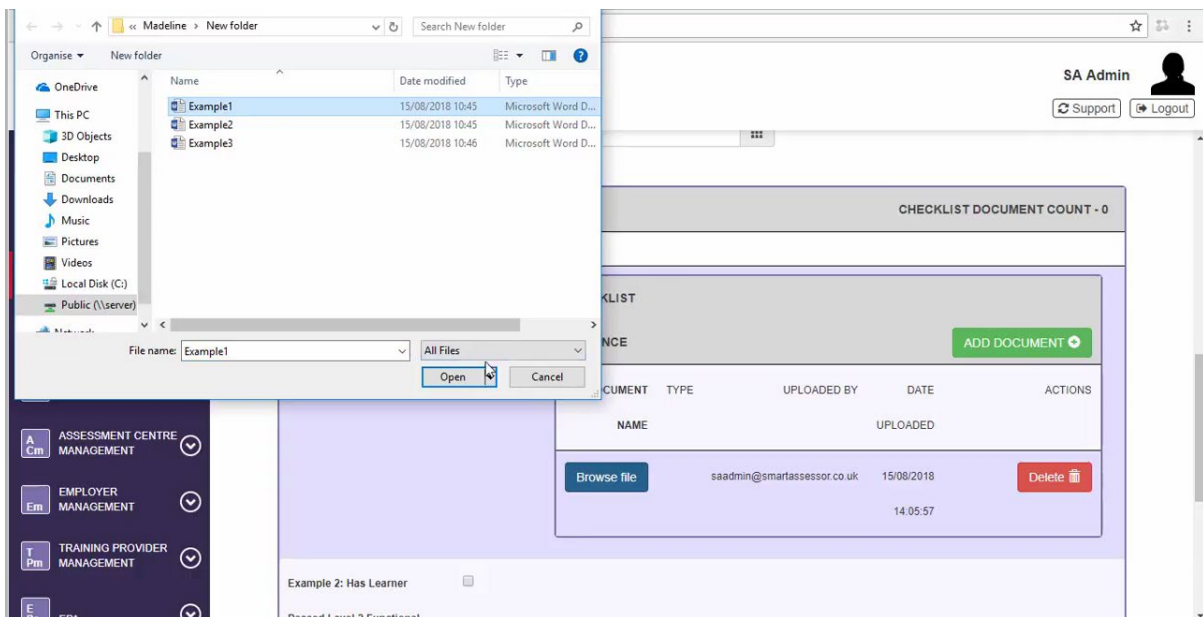 « Madeline > New folder
Search New folder
Organise
New folder
OneDrive
This PC
3D Objects
Desktop
Documents
Downloads
Music
Pictures
Videos
Local Disk (C:)
Public (\\server)
Network
Name
Date modified
Type
Example1
15/08/2018 10:45
Microsoft Word D...
Example2
15/08/2018 10:45
Microsoft Word D...
Example3
15/08/2018 10:46
Microsoft Word D...
File name: Example1
All Files
Open
Cancel
SA Admin
Support
Logout
CHECKLIST DOCUMENT COUNT - 0
KLIST
NCE
ADD DOCUMENT
CUMENT
NAME
TYPE
UPLOADED BY
DATE
UPLOADED
ACTIONS
Browse file
saadmin@smartassessor.co.uk
15/08/2018
14:05:57
Delete
A
Cm
ASSESSMENT CENTRE
MANAGEMENT
Em
EMPLOYER
MANAGEMENT
T
Pm
TRAINING PROVIDER
MANAGEMENT
E
Example 2: Has Learner